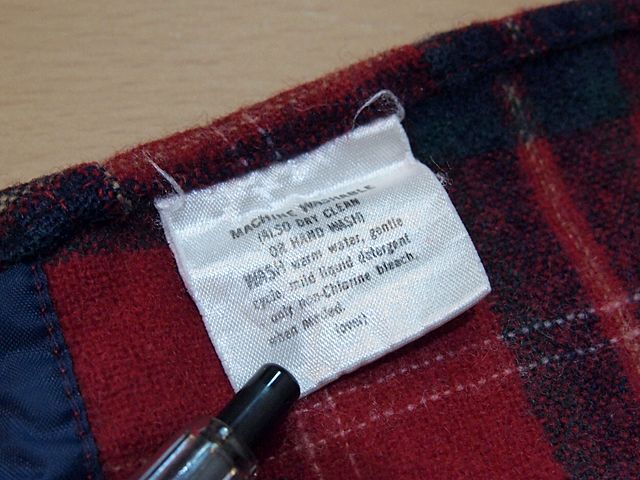 MACHINE WASHABLE
(ALSO DRY CLEAN
OR HAND WASH)
WASH warm water, gentle
cycle, mild liquid detergent
only non-Chlorine bleach,
when needed.
(over)